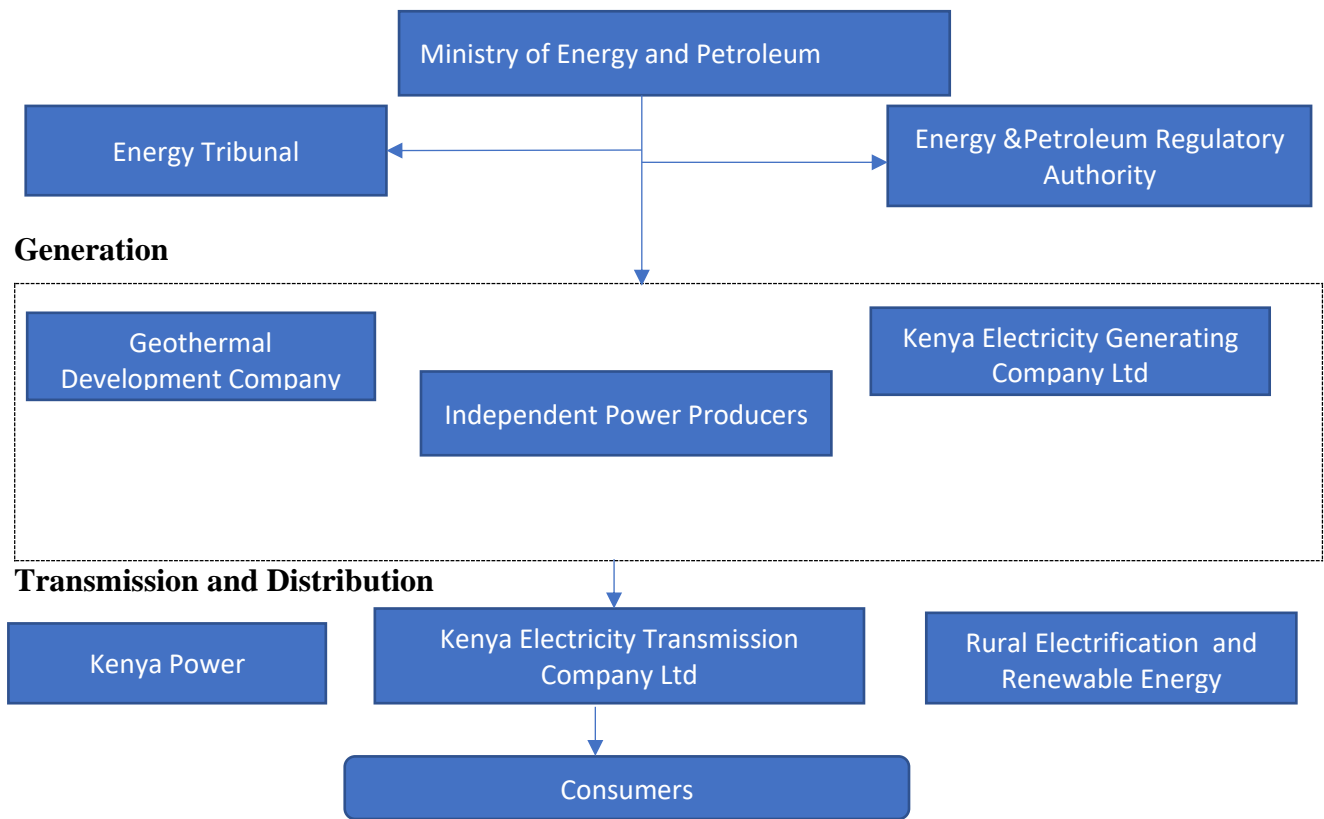 Ministry of Energy and Petroleum
Energy Tribunal
Energy &Petroleum Regulatory
Authority
Generation
Geothermal
Development Company
Kenya Electricity Generating
Company Ltd
Independent Power Producers
Transmission and Distribution
Kenya Power
Kenya Electricity Transmission
Company Ltd
Rural Electrification and
Renewable Energy
Consumers